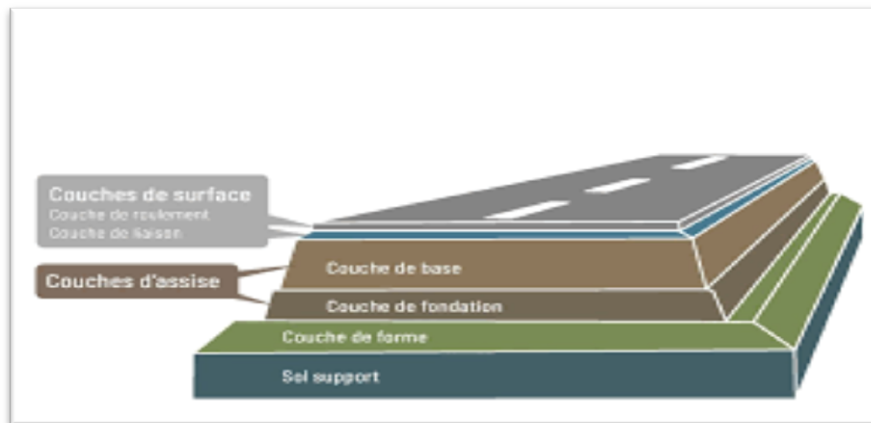 Couches de surface
Couche de roulement
Couche de liaison
Couches d'assise
Couche de base
Couche de fondation
Couche de forme
Sol support